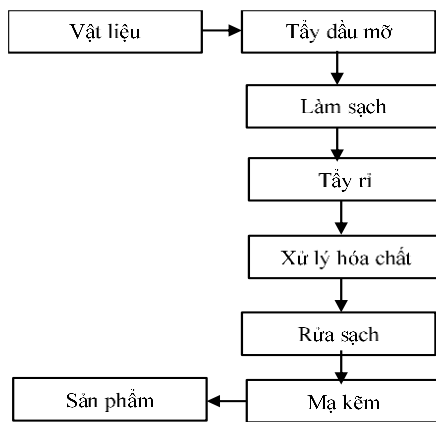 Vật liệu
Tẩy dầu mỡ
Làm sạch
Tẩy rỉ
Xử lý hóa chất
Rửa sạch
Mạ kẽm
Sản phẩm